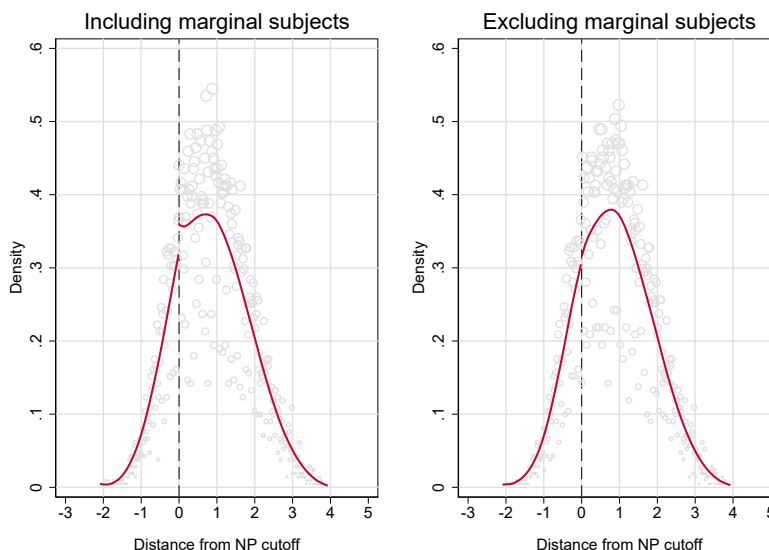 Including marginal subjects
Density
.6
.5
.4
.3
.2
.1
0
-3 -2 -1 0 1 2 3 4 5
Distance from NP cutoff
Excluding marginal subjects
Density
.6
.5
.4
.3
.2
.1
0
-3 -2 -1 0 1 2 3 4 5
Distance from NP cutoff